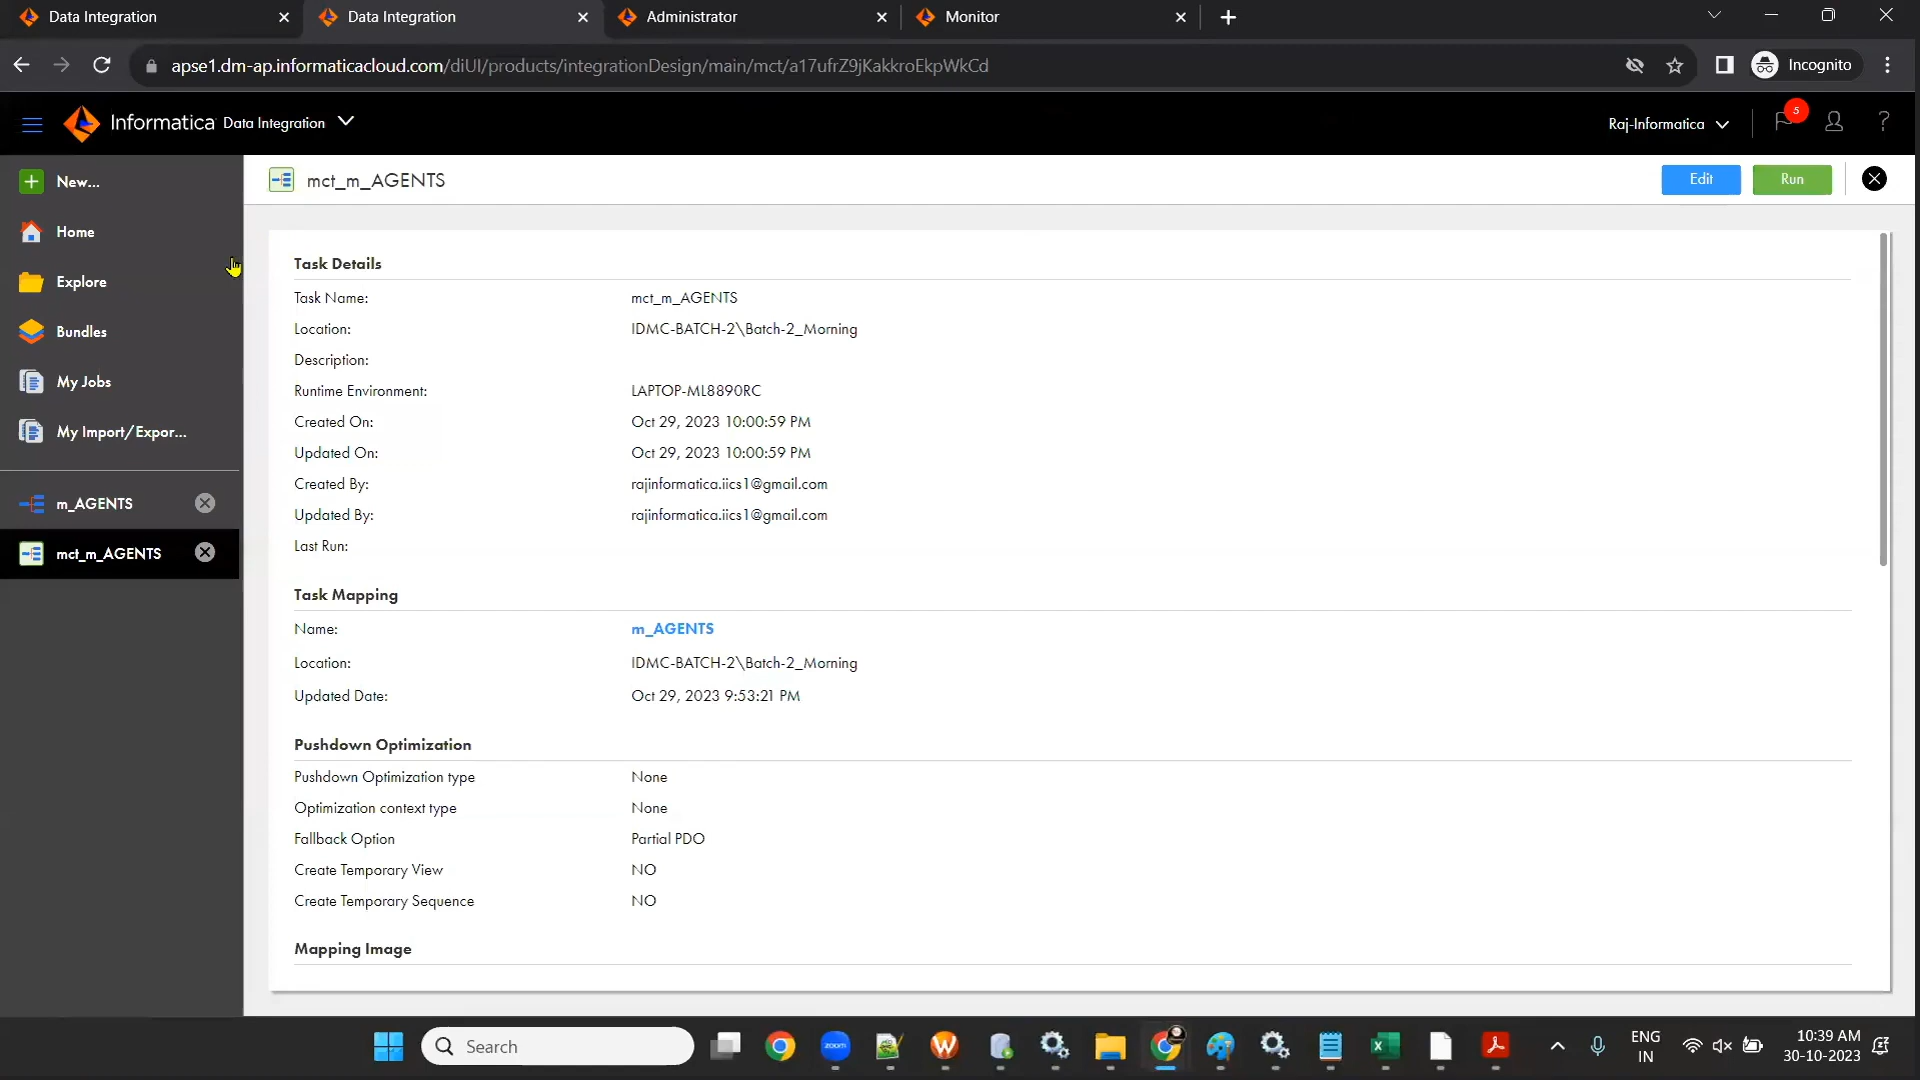 Data Integration
Data Integration
Administrator
Monitor
apse1.dm-ap.informaticacloud.com/diUI/products/integrationDesign/main/mct/a17ufrZ9jKakkroEkpWkCd
Incognito
Informatica Data Integration
Raj-Informatica
5
?
New...
Home
Explore
Bundles
My Jobs
My Import/Expor...
m_AGENTS
mct_m_AGENTS
mct_m_AGENTS
Edit
Run
Task Details
Task Name: mct_m_AGENTS
Location: IDMC-BATCH-2\Batch-2_Morning
Description:
Runtime Environment: LAPTOP-ML8890RC
Created On: Oct 29, 2023 10:00:59 PM
Updated On: Oct 29, 2023 10:00:59 PM
Created By: rajinformatica.iics1@gmail.com
Updated By: rajinformatica.iics1@gmail.com
Last Run:
Task Mapping
Name: m_AGENTS
Location: IDMC-BATCH-2\Batch-2_Morning
Updated Date: Oct 29, 2023 9:53:21 PM
Pushdown Optimization
Pushdown Optimization type None
Optimization context type None
Fallback Option Partial PDO
Create Temporary View NO
Create Temporary Sequence NO
Mapping Image
Search
zoom
ENG
IN
10:39 AM
30-10-2023